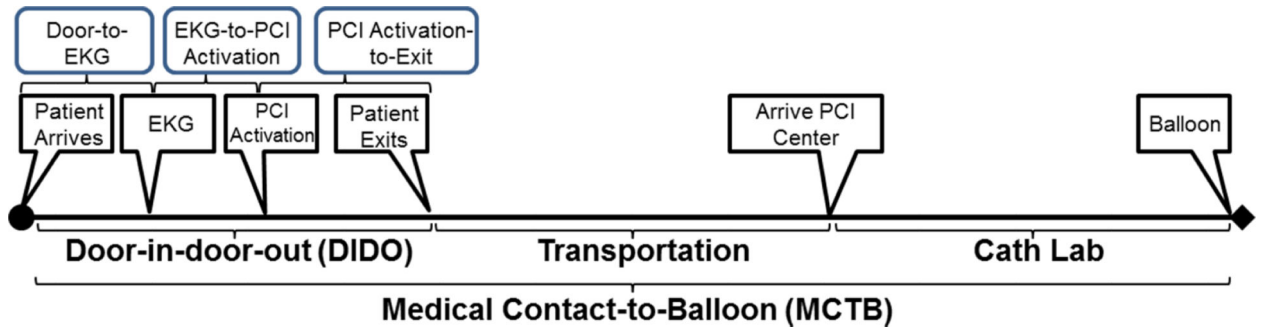 Door-to-
EKG
EKG-to-PCI
Activation
PCI Activation-
to-Exit
Patient
Arrives
EKG
PCI
Activation
Patient
Exits
Arrive PCI
Center
Balloon
Door-in-door-out (DIDO)
Transportation
Cath Lab
Medical Contact-to-Balloon (MCTB)